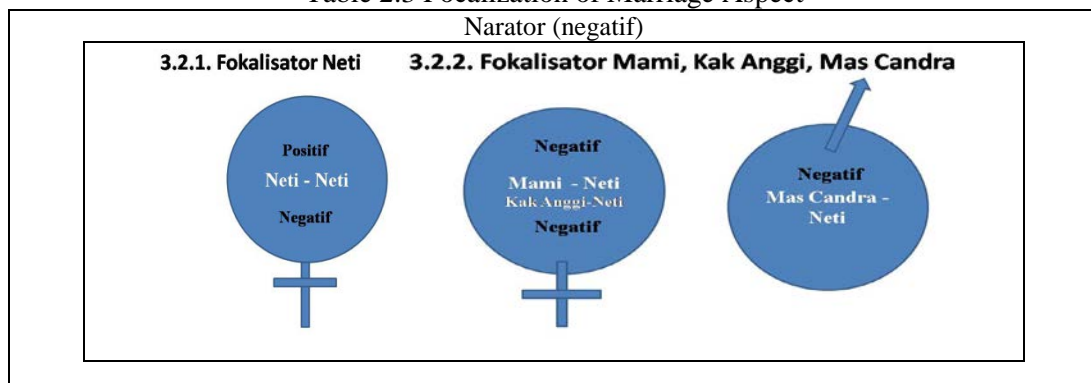 Table 2.3 Focalization of Marriage Aspect
Narator (negatif)
3.2.1. Fokalisator Neti
3.2.2. Fokalisator Mami, Kak Anggi, Mas Candra
Positif
Neti - Neti
Negatif
Negatif
Mami - Neti
Kak Anggi-Neti
Negatif
Negatif
Mas Candra -
Neti